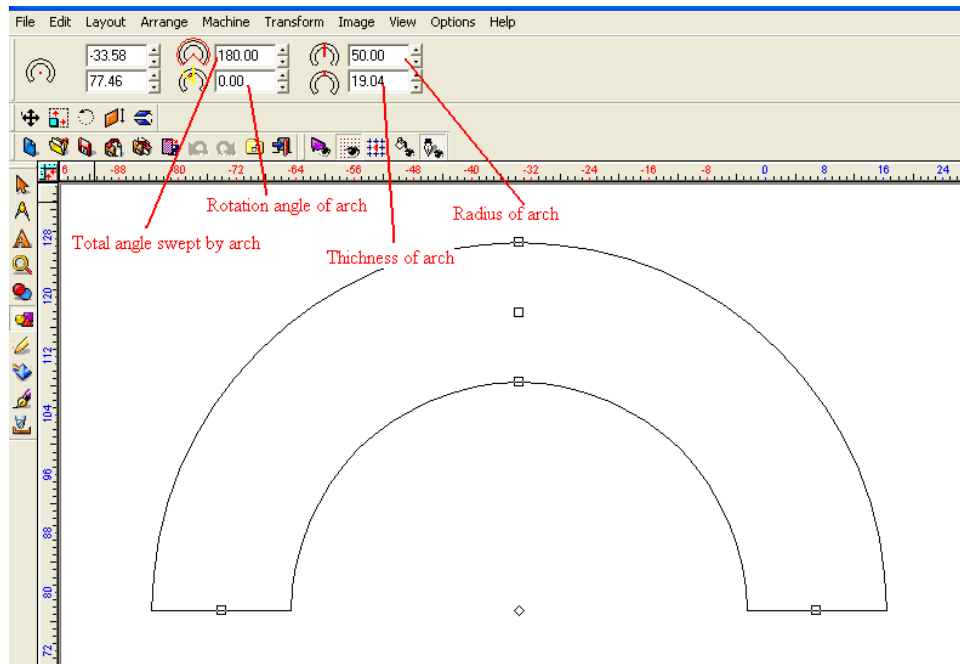 File Edit Layout Arrange Machine Transform Image View Options Help
-33.58 180.00 50.00
77.46 0.00 19.04
6 -88 -80 -72 -64 -56 -48 -40 -32 -24 -16 -8 0 8 16 24
Rotation angle of arch
Radius of arch
Total angle swept by arch
Thichness of arch
128
120
112
104
96
88
80
72